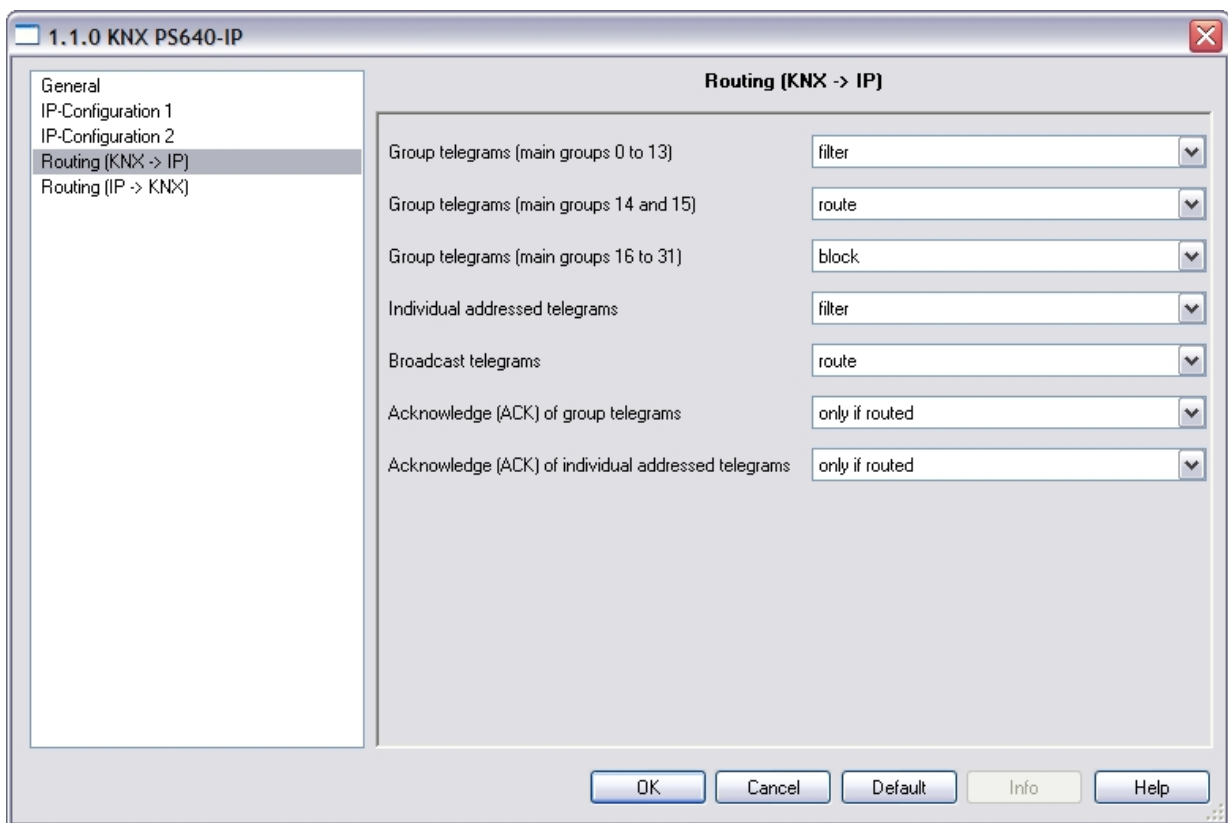 1.1.0 KNX PS640-IP
General
IP-Configuration 1
IP-Configuration 2
Routing (KNX -> IP)
Routing (IP -> KNX)
Routing (KNX -> IP)
Group telegrams (main groups 0 to 13) filter
Group telegrams (main groups 14 and 15) route
Group telegrams (main groups 16 to 31) block
Individual addressed telegrams filter
Broadcast telegrams route
Acknowledge (ACK) of group telegrams only if routed
Acknowledge (ACK) of individual addressed telegrams only if routed
OK Cancel Default Info Help